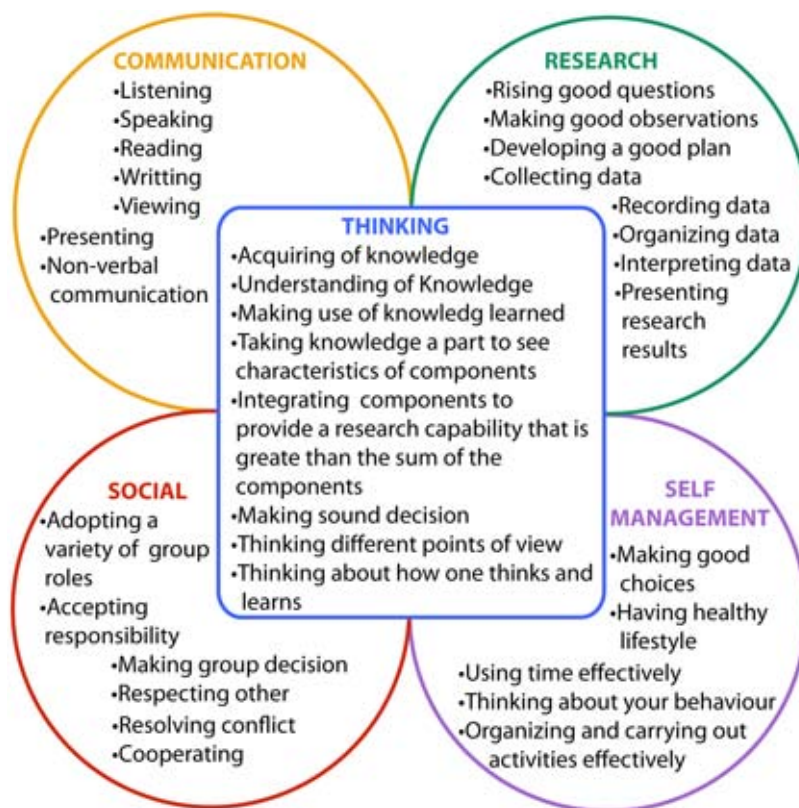 COMMUNICATION
•Listening
•Speaking
•Reading
•Writting
•Viewing
•Presenting
•Non-verbal
communication
RESEARCH
•Rising good questions
•Making good observations
•Developing a good plan
•Collecting data
•Recording data
•Organizing data
•Interpreting data
•Presenting
research
results
THINKING
•Acquiring of knowledge
•Understanding of Knowledge
•Making use of knowledg learned
•Taking knowledge a part to see
characteristics of components
•Integrating components to
provide a research capability that is
greate than the sum of the
components
•Making sound decision
•Thinking different points of view
•Thinking about how one thinks and
learns
SOCIAL
•Adopting a
variety of group
roles
•Accepting
responsibility
•Making group decision
•Respecting other
•Resolving conflict
•Cooperating
SELF
MANAGEMENT
•Making good
choices
•Having healthy
lifestyle
•Using time effectively
•Thinking about your behaviour
•Organizing and carrying out
activities effectively